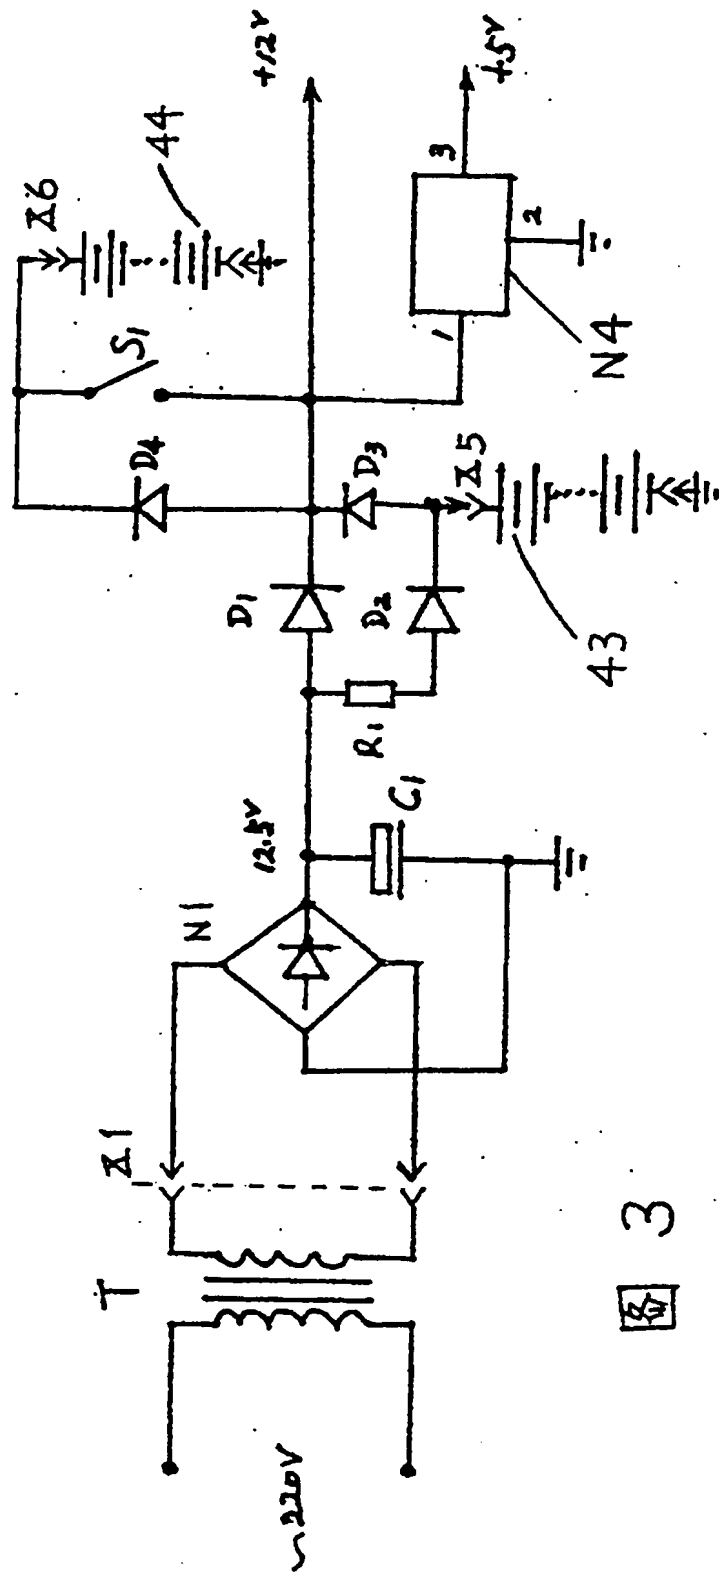 ~220V
T
X1
N1
12.5V
C1
R1
D1
D2
D4
D3
S1
X5
43
X6
44
+12V
1
2
3
N4
+5V
图 3